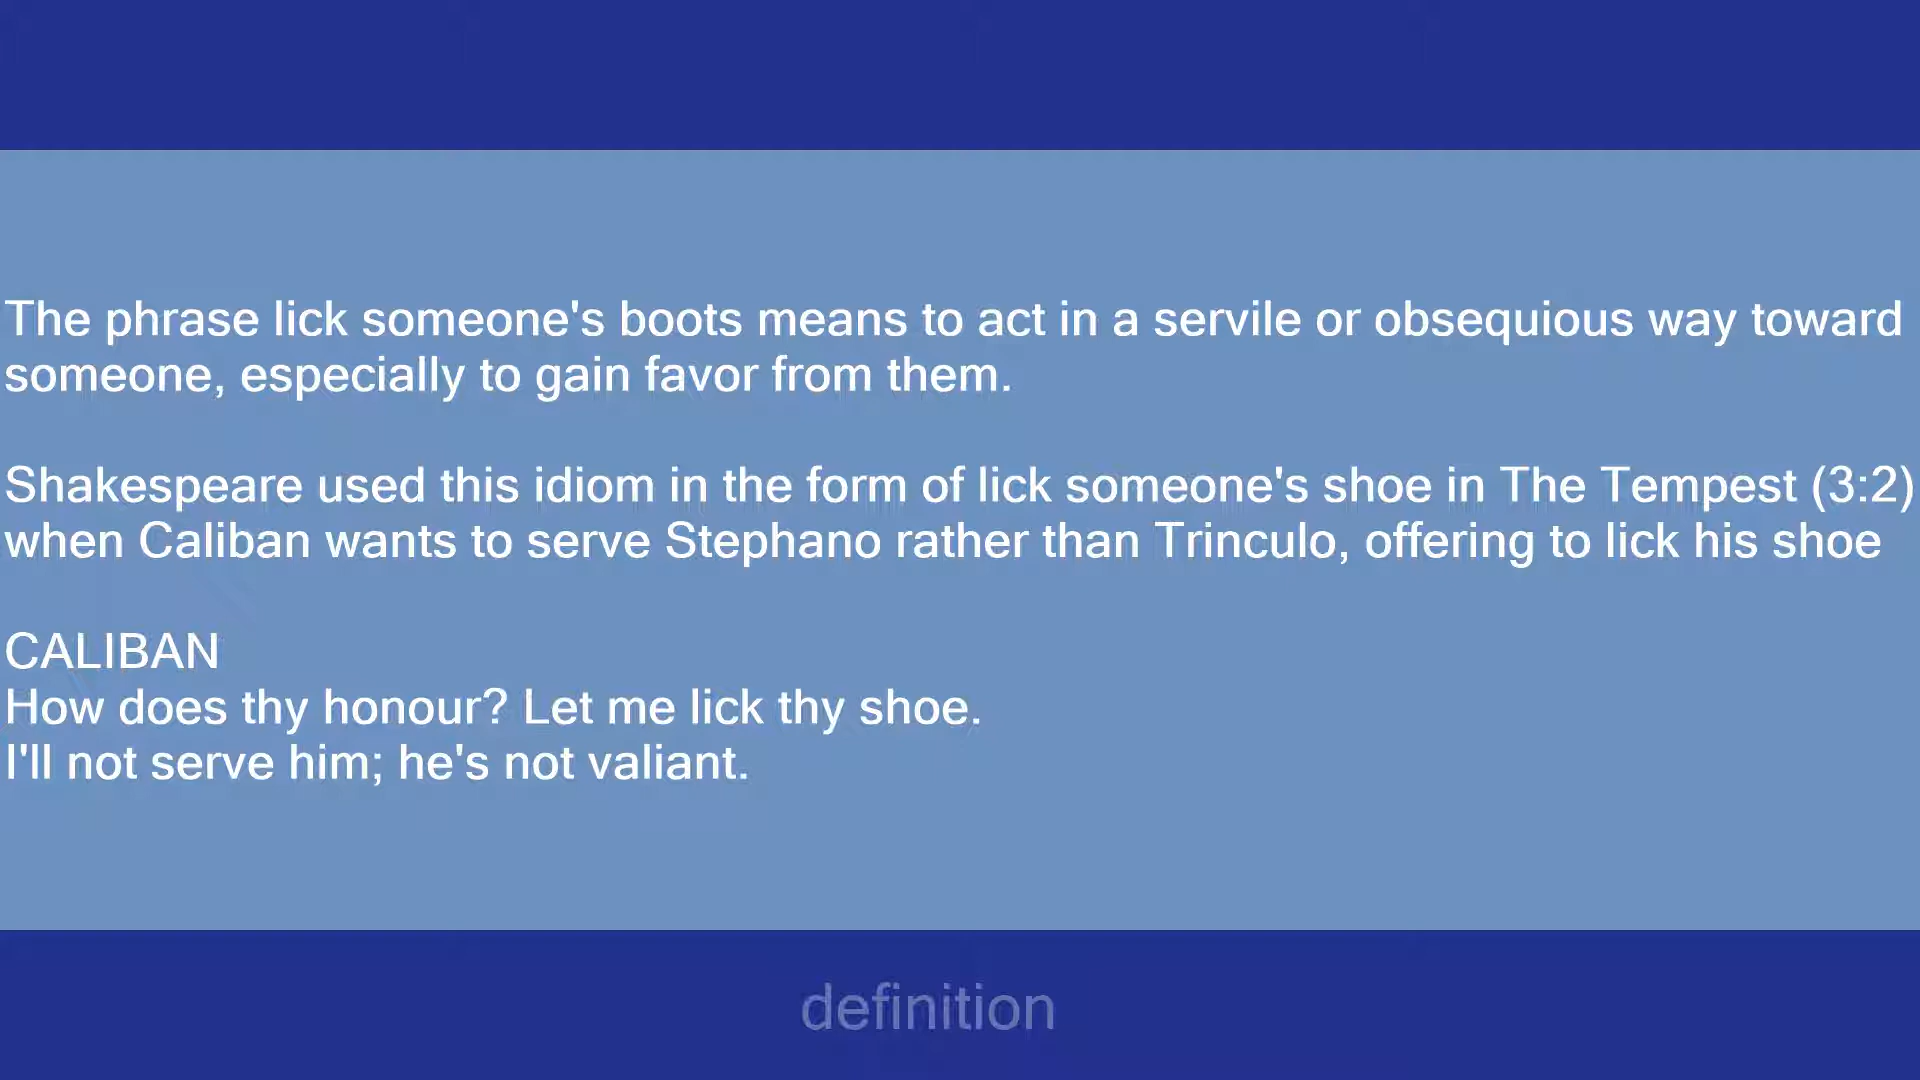 The phrase lick someone's boots means to act in a servile or obsequious way toward
someone, especially to gain favor from them.
Shakespeare used this idiom in the form of lick someone's shoe in The Tempest (3:2)
when Caliban wants to serve Stephano rather than Trinculo, offering to lick his shoe
CALIBAN
How does thy honour? Let me lick thy shoe.
I'll not serve him; he's not valiant.
definition